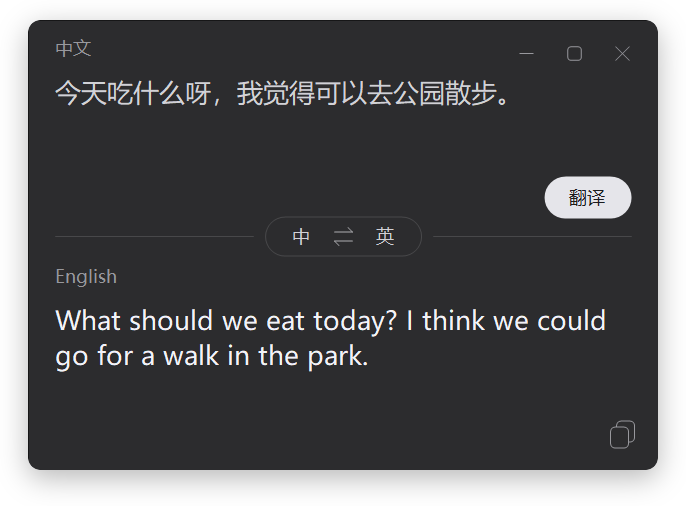 中文
今天吃什么呀，我觉得可以去公园散步。
翻译
中 英
English
What should we eat today? I think we could
go for a walk in the park.